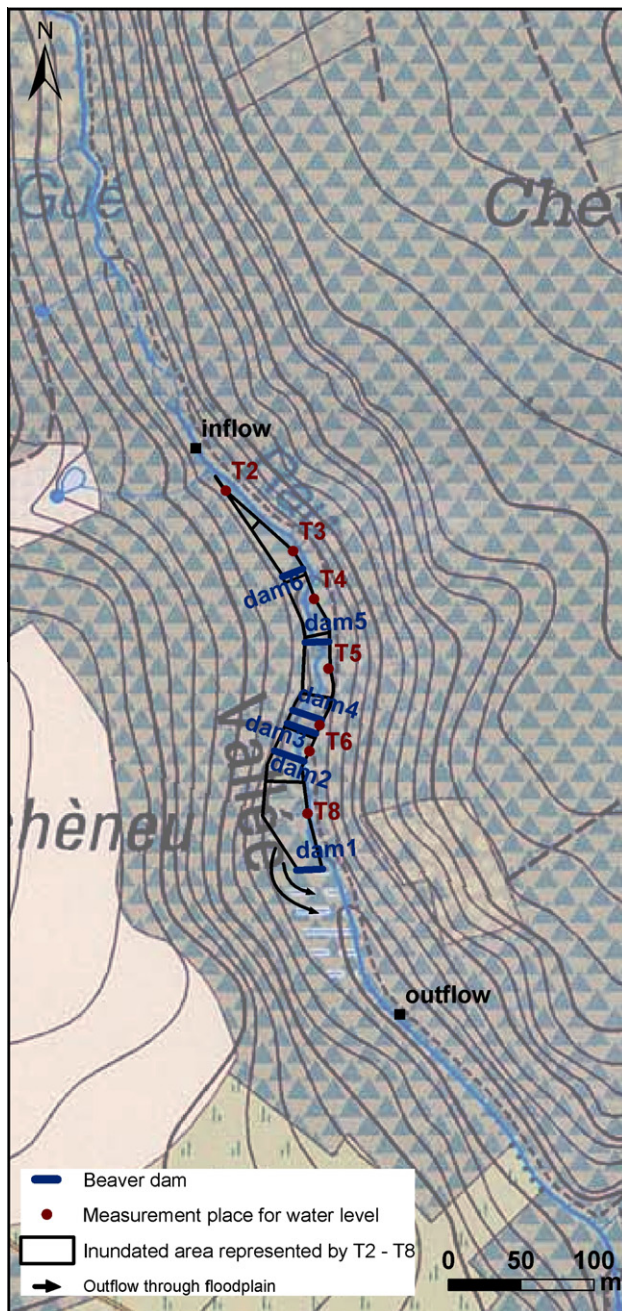 N
Gué
Che
inflow
T2
T3
dam6
T4
dam5
T5
dam4
dam3
T6
dam2
Vallée
T8
hèneu
dam1
outflow
Beaver dam
Measurement place for water level
Inundated area represented by T2 - T8
Outflow through floodplain
0 50 100
m